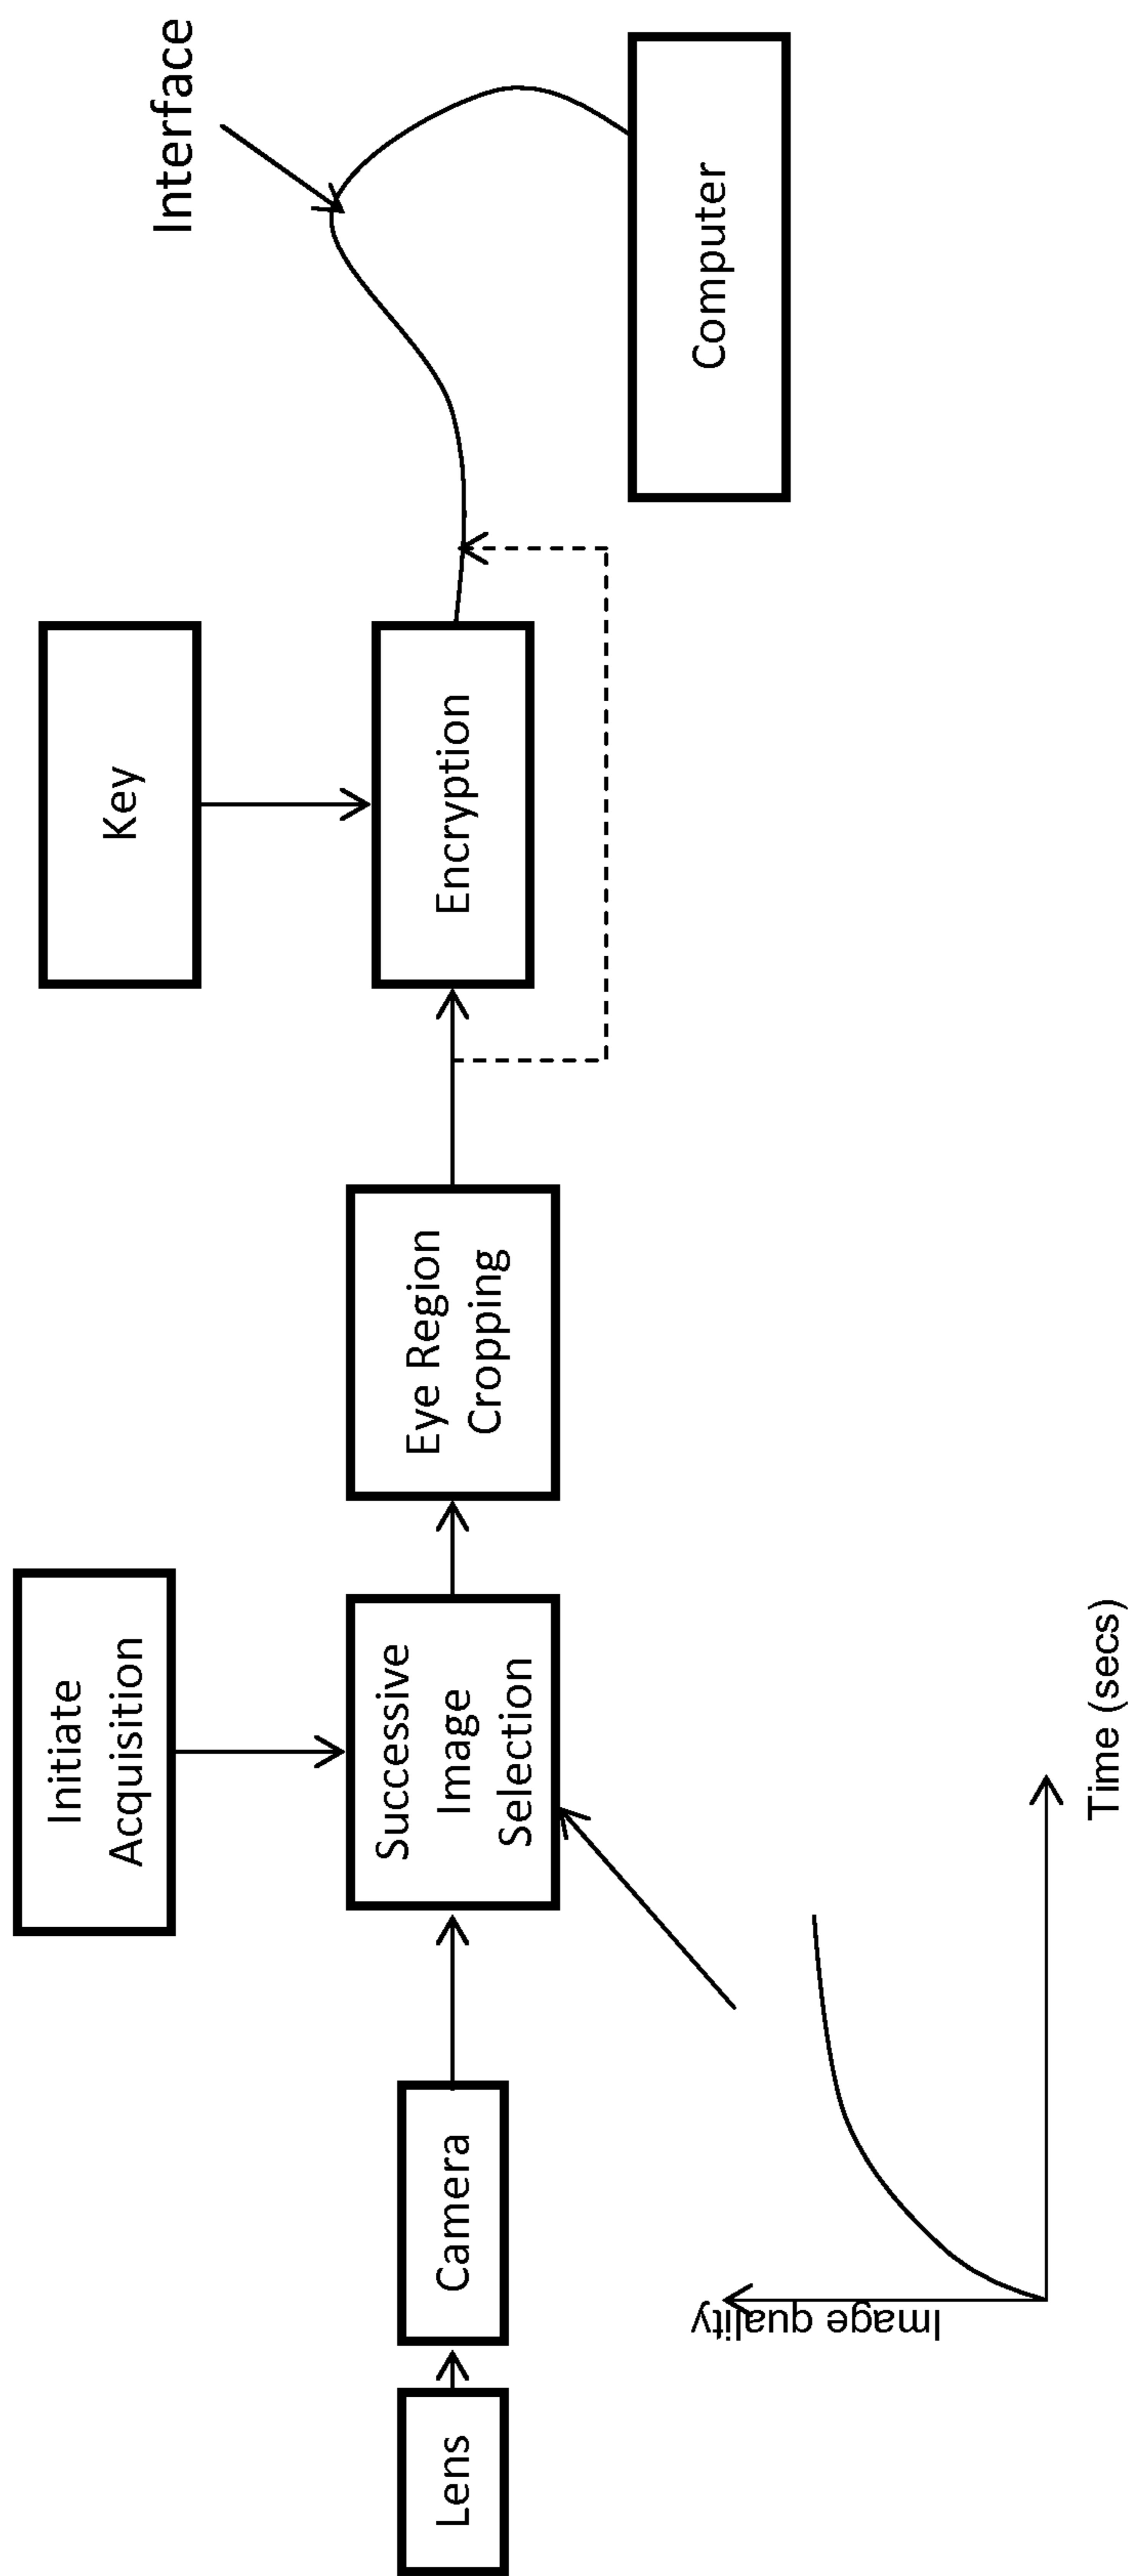 Initiate
Acquisition
Key
Interface
Lens
Camera
Successive
Image
Selection
Eye Region
Cropping
Encryption
Computer
Image quality
Time (secs)